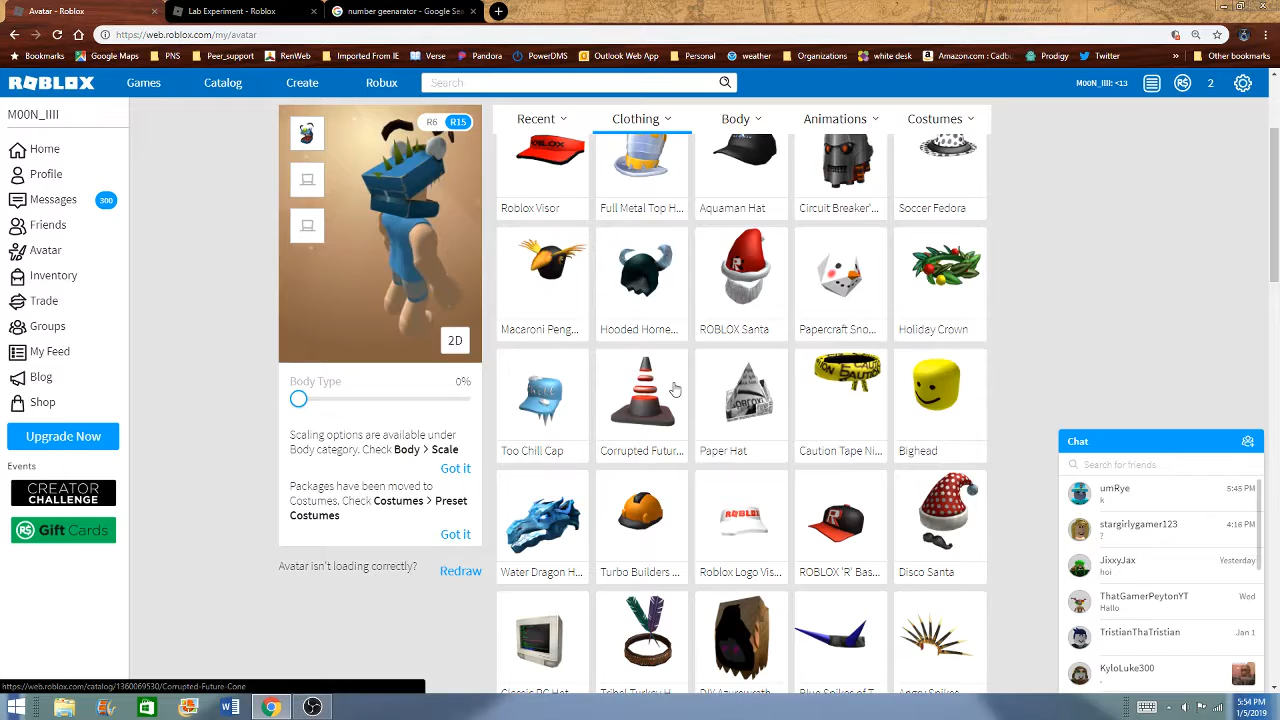 Avatar - Roblox
Lab Experiment - Roblox
number geenarator - Google Sea
https://web.roblox.com/my/avatar
Bookmarks
Google Maps
PNS
Peer_support
RenWeb
Imported From IE
Verse
Pandora
PowerDMS
Outlook Web App
Personal
weather
Organizations
white desk
Amazon.com : Cadbu
Prodigy
Twitter
»
Other bookmarks
ROBLOX
Games
Catalog
Create
Robux
Search
M00N_IIII: <13
2
M00N_IIII
Home
Profile
Messages
300
Friends
Avatar
Inventory
Trade
Groups
My Feed
Blog
Shop
Upgrade Now
Events
CREATOR
CHALLENGE
Gift Cards
R6
R15
2D
Body Type
0%
Scaling options are available under
Body category. Check Body > Scale
Got it
Packages have been moved to
Costumes. Check Costumes > Preset
Costumes
Got it
Avatar isn't loading correctly?
Redraw
Recent
Clothing
Body
Animations
Costumes
Roblox Visor
Full Metal Top H...
Aquaman Hat
Circuit Breaker'...
Soccer Fedora
Macaroni Peng...
Hooded Horne...
ROBLOX Santa
Papercraft Sno...
Holiday Crown
Too Chill Cap
Corrupted Futur...
Paper Hat
Caution Tape Ni...
Bighead
Water Dragon H...
Turbo Builders ...
Roblox Logo Vis...
ROBLOX 'R' Bas...
Disco Santa
Chat
Search for friends
umRye
5:45 PM
k
stargirlygamer123
4:16 PM
?
JixxyJax
Yesterday
hoi
ThatGamerPeytonYT
Wed
Hallo
TristianThaTristian
Jan 1
KyloLuke300
https://web.roblox.com/catalog/1360069530/Corrupted-Future-Cone
5:54 PM
1/5/2019